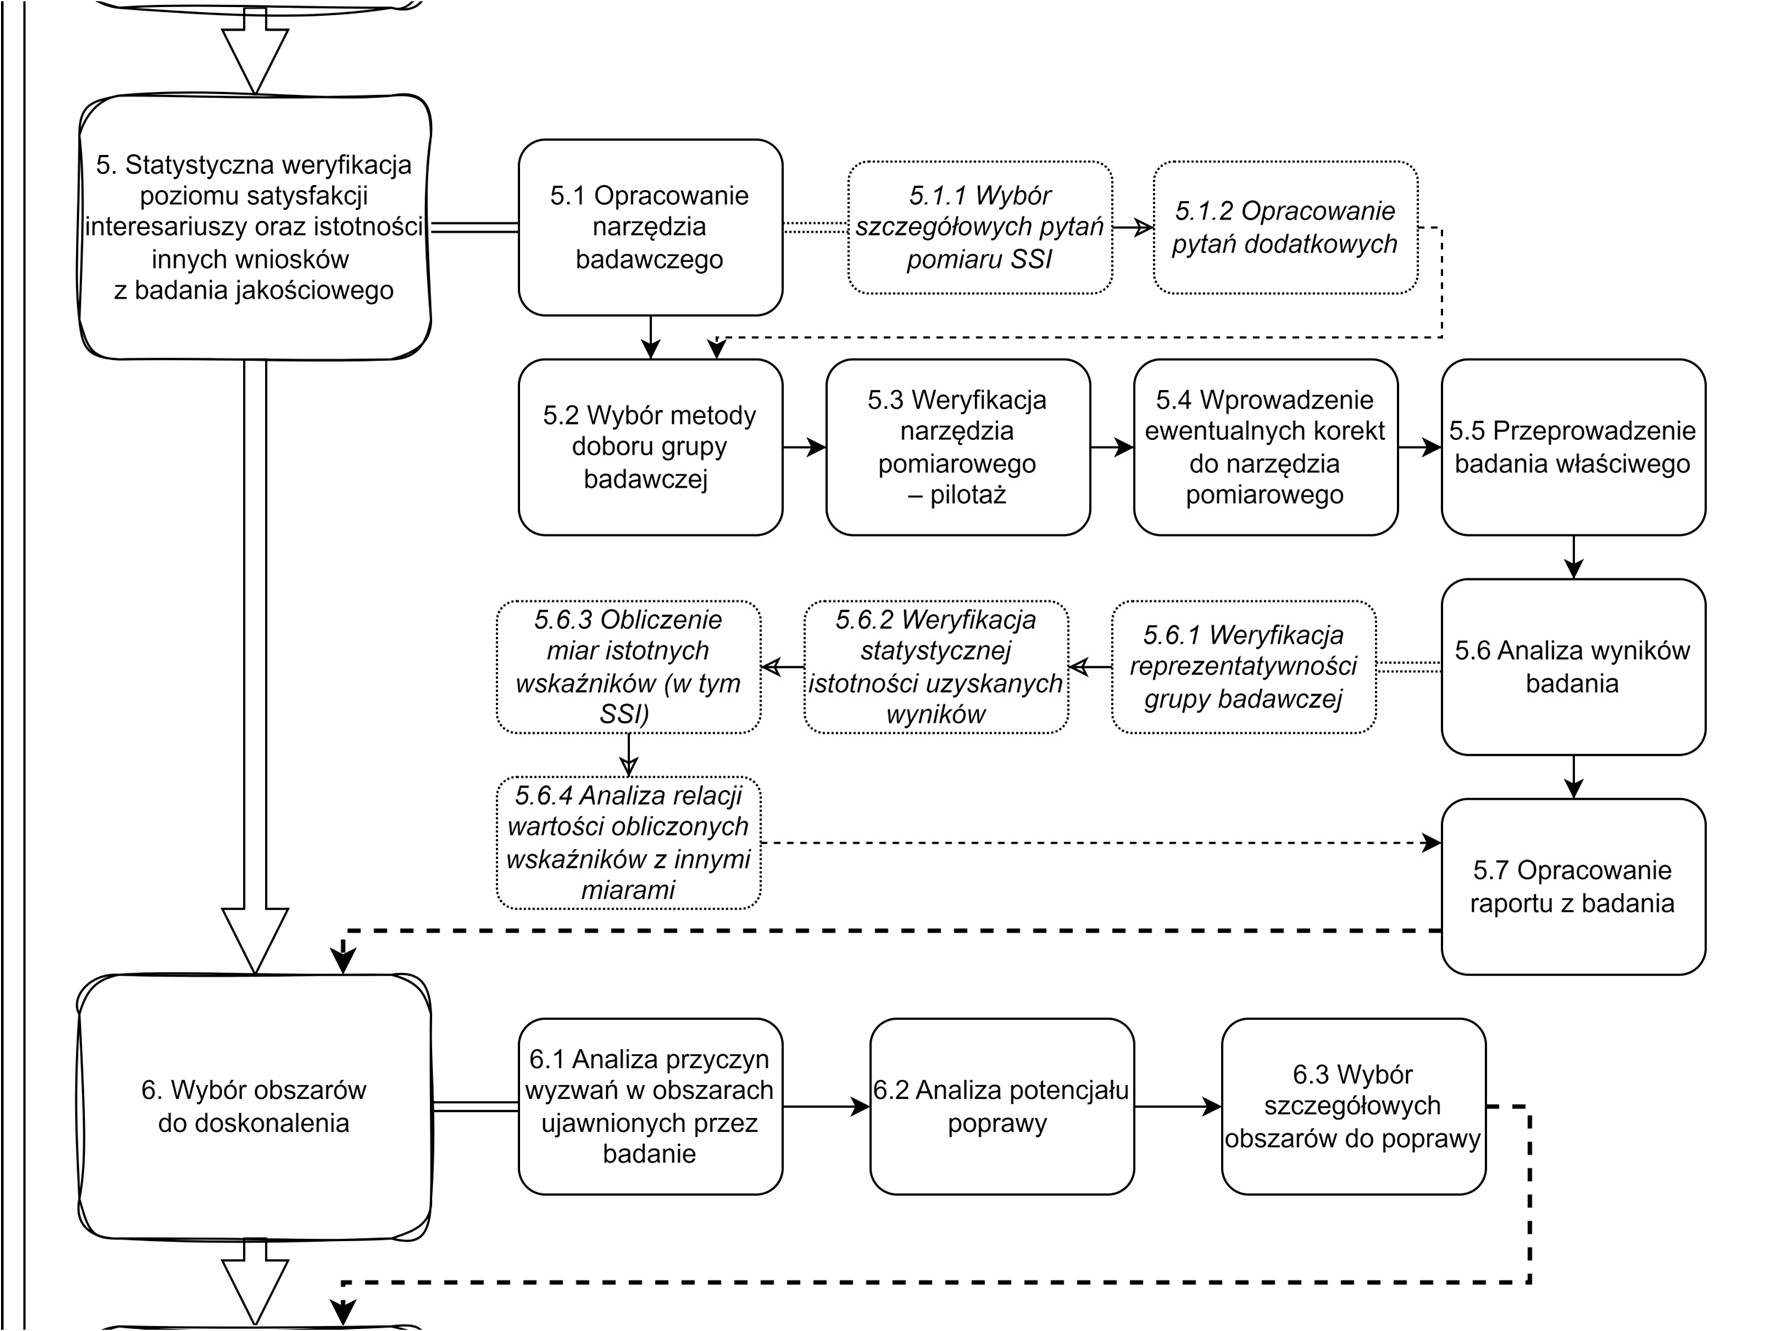 5. Statystyczna weryfikacja
poziomu satysfakcji
interesariuszy oraz istotności
innych wniosków
z badania jakościowego
5.1 Opracowanie
narzędzia
badawczego
5.1.1 Wybór
szczegółowych pytań
pomiaru SSI
5.1.2 Opracowanie
pytań dodatkowych
5.2 Wybór metody
doboru grupy
badawczej
5.3 Weryfikacja
narzędzia
pomiarowego
– pilotaż
5.4 Wprowadzenie
ewentualnych korekt
do narzędzia
pomiarowego
5.5 Przeprowadzenie
badania właściwego
5.6 Analiza wyników
badania
5.6.1 Weryfikacja
reprezentatywności
grupy badawczej
5.6.2 Weryfikacja
statystycznej
istotności uzyskanych
wyników
5.6.3 Obliczenie
miar istotnych
wskaźników (w tym
SSI)
5.6.4 Analiza relacji
wartości obliczonych
wskaźników z innymi
miarami
5.7 Opracowanie
raportu z badania
6. Wybór obszarów
do doskonalenia
6.1 Analiza przyczyn
wyzwań w obszarach
ujawnionych przez
badanie
6.2 Analiza potencjału
poprawy
6.3 Wybór
szczegółowych
obszarów do poprawy